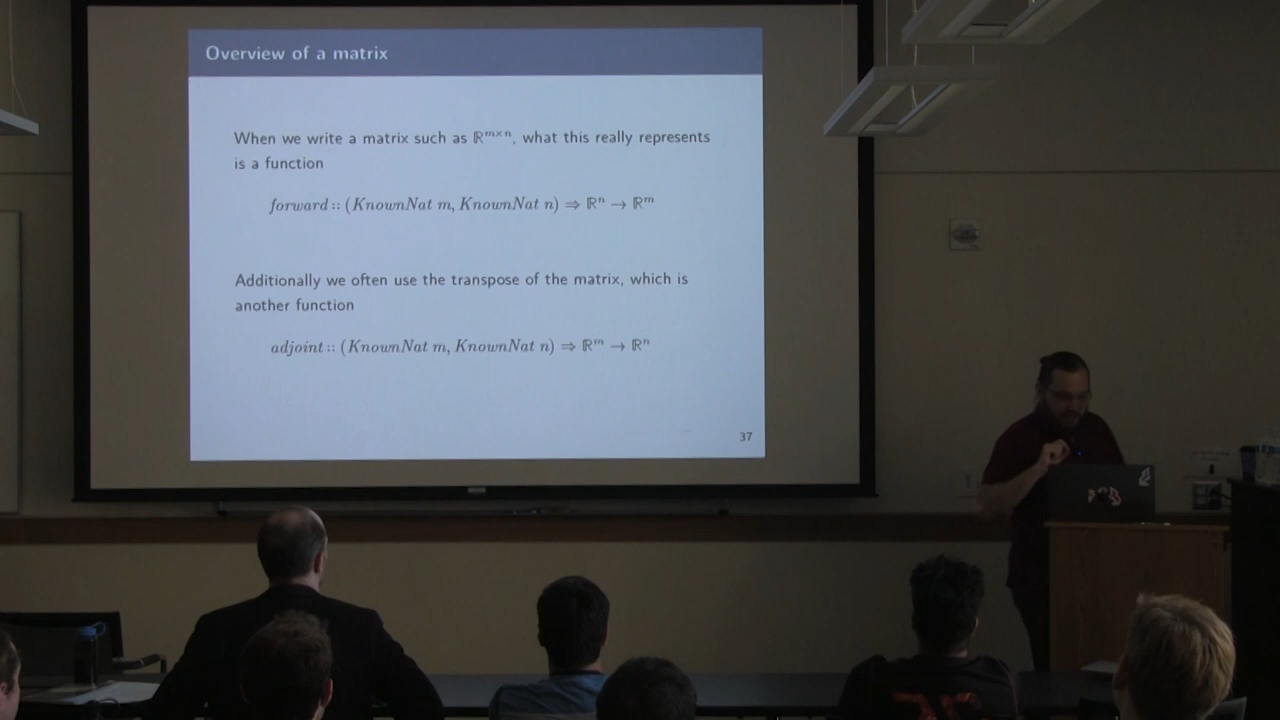 Overview of a matrix
When we write a matrix such as ℝᵐˣⁿ, what this really represents
is a function
forward :: (KnownNat m, KnownNat n) ⇒ ℝⁿ → ℝᵐ
Additionally we often use the transpose of the matrix, which is
another function
adjoint :: (KnownNat m, KnownNat n) ⇒ ℝᵐ → ℝⁿ
37